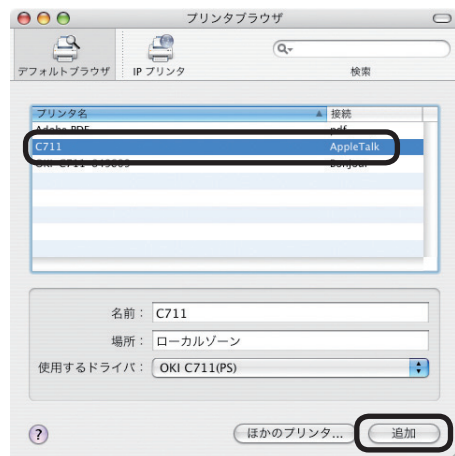 プリンタブラウザ
デフォルトブラウザ IP プリンタ 検索
プリンタ名 接続
Adobe PDF pdf
C711 AppleTalk
OKI-C711-849069 Bonjour
名前： C711
場所： ローカルゾーン
使用するドライバ： OKI C711(PS)
? ほかのプリンタ... 追加